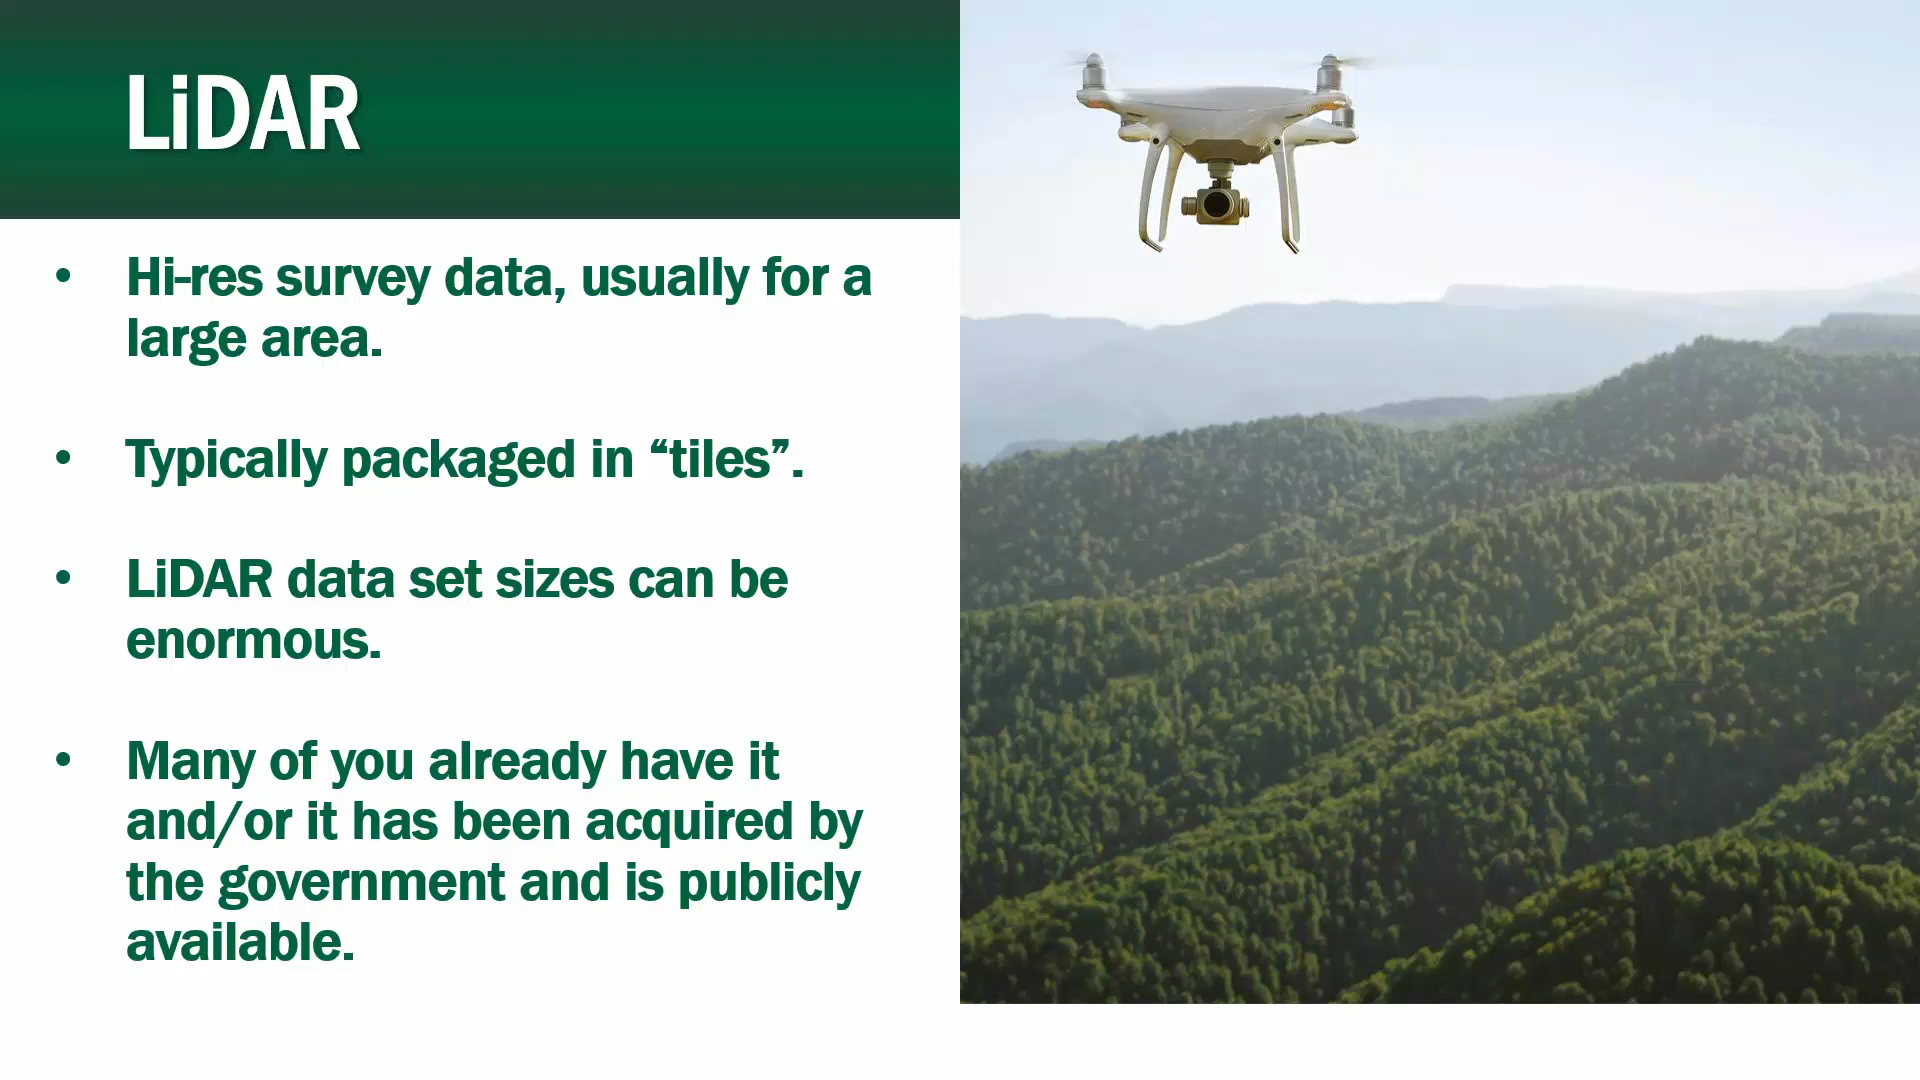 LiDAR
• Hi-res survey data, usually for a
large area.
• Typically packaged in “tiles”.
• LiDAR data set sizes can be
enormous.
• Many of you already have it
and/or it has been acquired by
the government and is publicly
available.